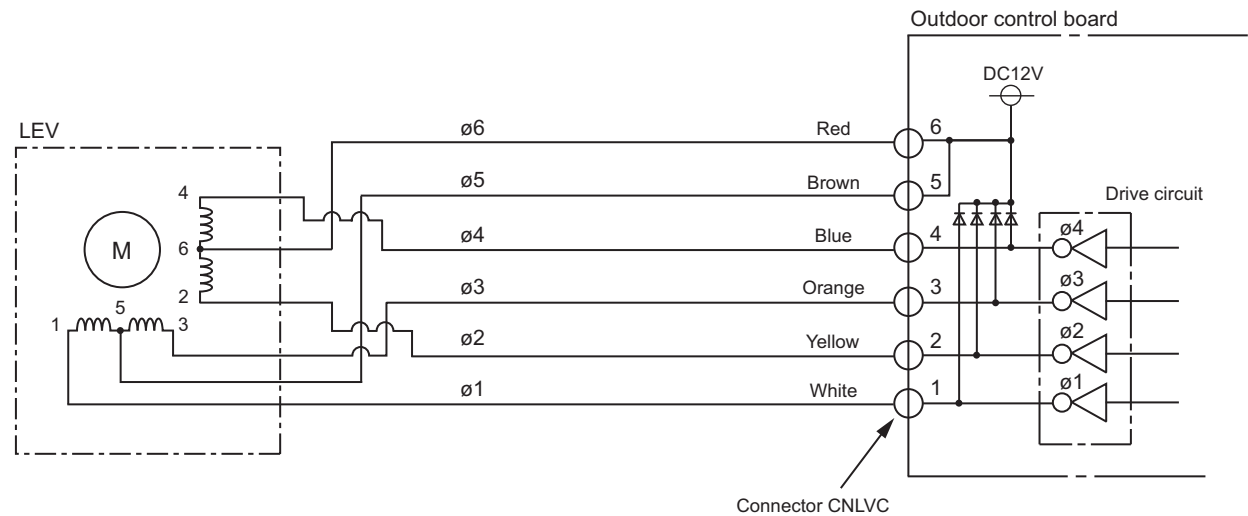 Outdoor control board
DC12V
LEV
ø6 Red 6
ø5 Brown 5
Drive circuit
4
ø4 Blue 4 ø4
M
6
ø3 Orange 3 ø3
2
5
1 3
ø2 Yellow 2 ø2
ø1 White 1 ø1
Connector CNLVC